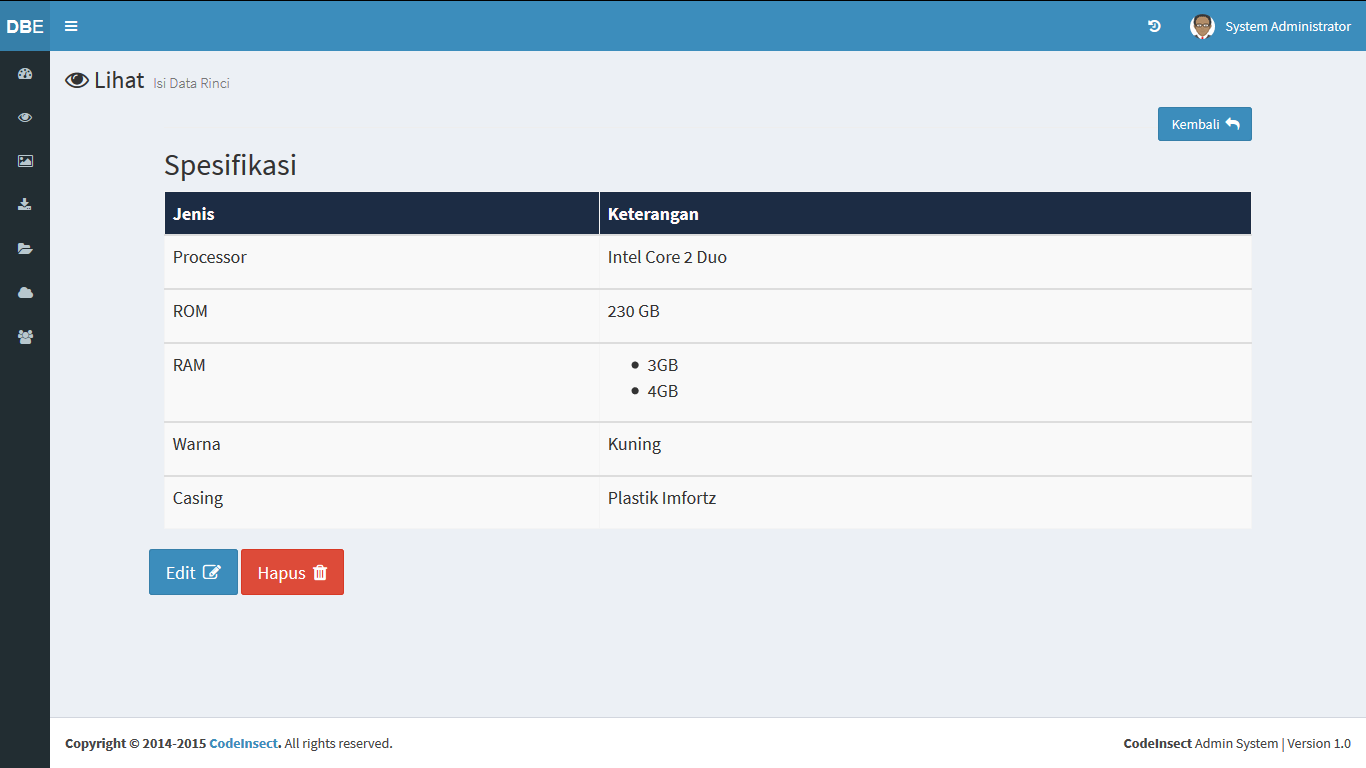 DBE
System Administrator
Lihat Isi Data Rinci
Kembali
Spesifikasi
Jenis Keterangan
Processor Intel Core 2 Duo
ROM 230 GB
RAM 3GB
4GB
Warna Kuning
Casing Plastik Imfortz
Edit Hapus
Copyright © 2014-2015 CodeInsect. All rights reserved. CodeInsect Admin System | Version 1.0